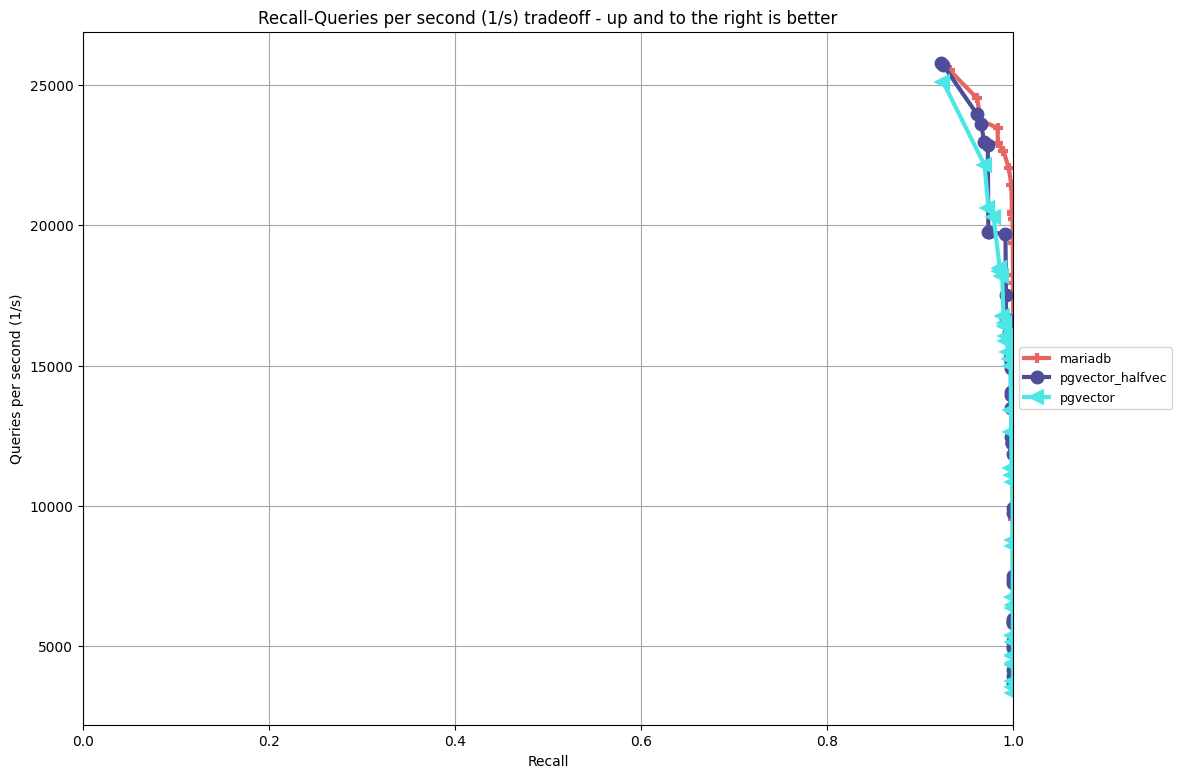 Recall-Queries per second (1/s) tradeoff - up and to the right is better
Queries per second (1/s)
25000
20000
15000
10000
5000
0.0 0.2 0.4 0.6 0.8 1.0
Recall
mariadb
pgvector_halfvec
pgvector